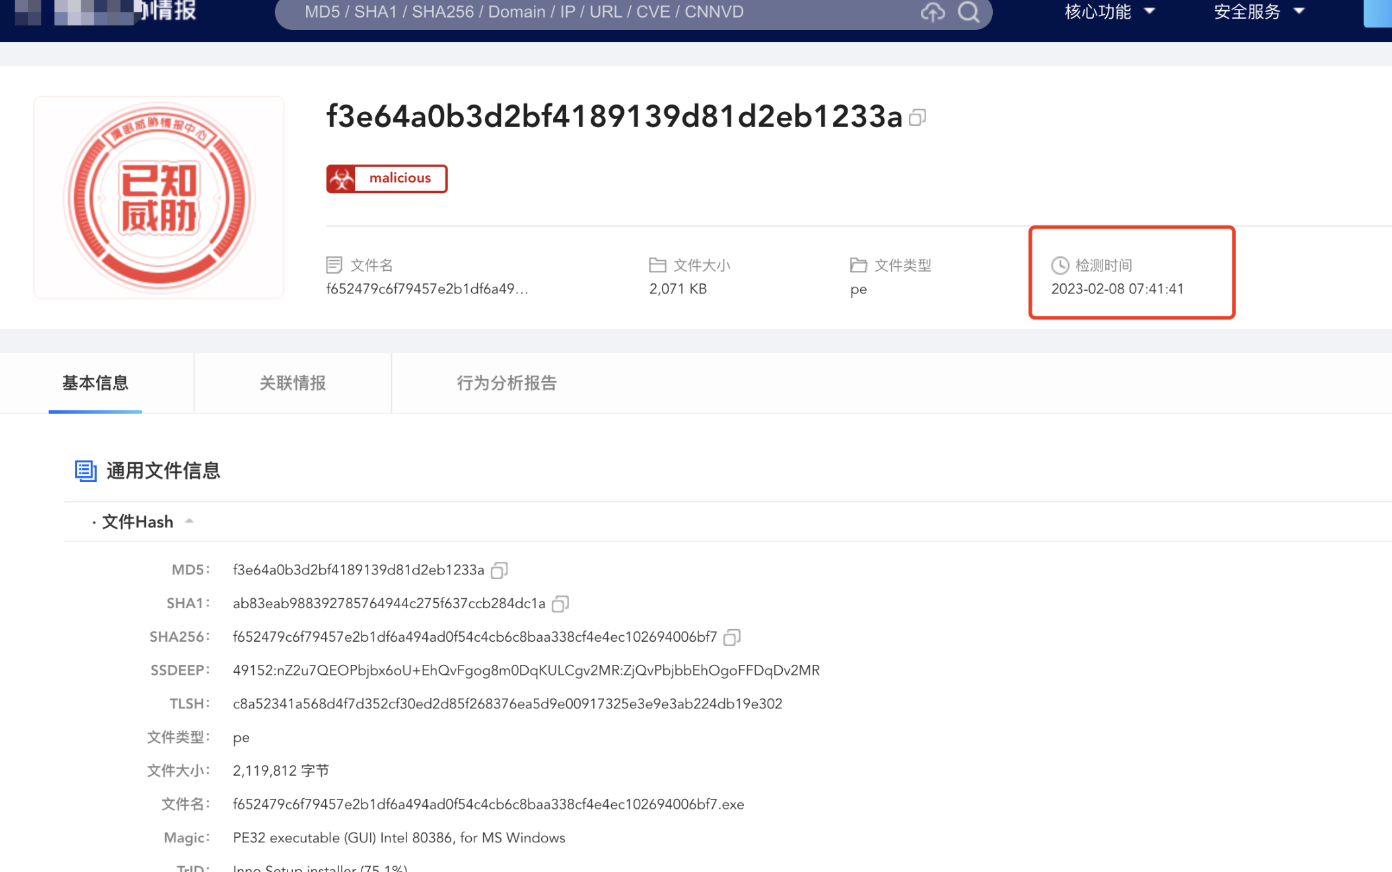 情报
MD5 / SHA1 / SHA256 / Domain / IP / URL / CVE / CNNVD
核心功能
安全服务
鹰眼威胁情报中心
已知
威胁
f3e64a0b3d2bf4189139d81d2eb1233a
malicious
文件名
文件大小
文件类型
检测时间
f652479c6f79457e2b1df6a49...
2,071 KB
pe
2023-02-08 07:41:41
基本信息
关联情报
行为分析报告
通用文件信息
· 文件Hash
MD5: f3e64a0b3d2bf4189139d81d2eb1233a
SHA1: ab83eab988392785764944c275f637ccb284dc1a
SHA256: f652479c6f79457e2b1df6a494ad0f54c4cb6c8baa338cf4e4ec102694006bf7
SSDEEP: 49152:nZ2u7QEOPbjbx6oU+EhQvFgog8m0DqKULCgv2MR:ZjQvPbjbbEhOgoFFDqDv2MR
TLSH: c8a52341a568d4f7d352cf30ed2d85f268376ea5d9e00917325e3e9e3ab224db19e302
文件类型: pe
文件大小: 2,119,812 字节
文件名: f652479c6f79457e2b1df6a494ad0f54c4cb6c8baa338cf4e4ec102694006bf7.exe
Magic: PE32 executable (GUI) Intel 80386, for MS Windows
TrID: Inno Setup installer (75.1%)